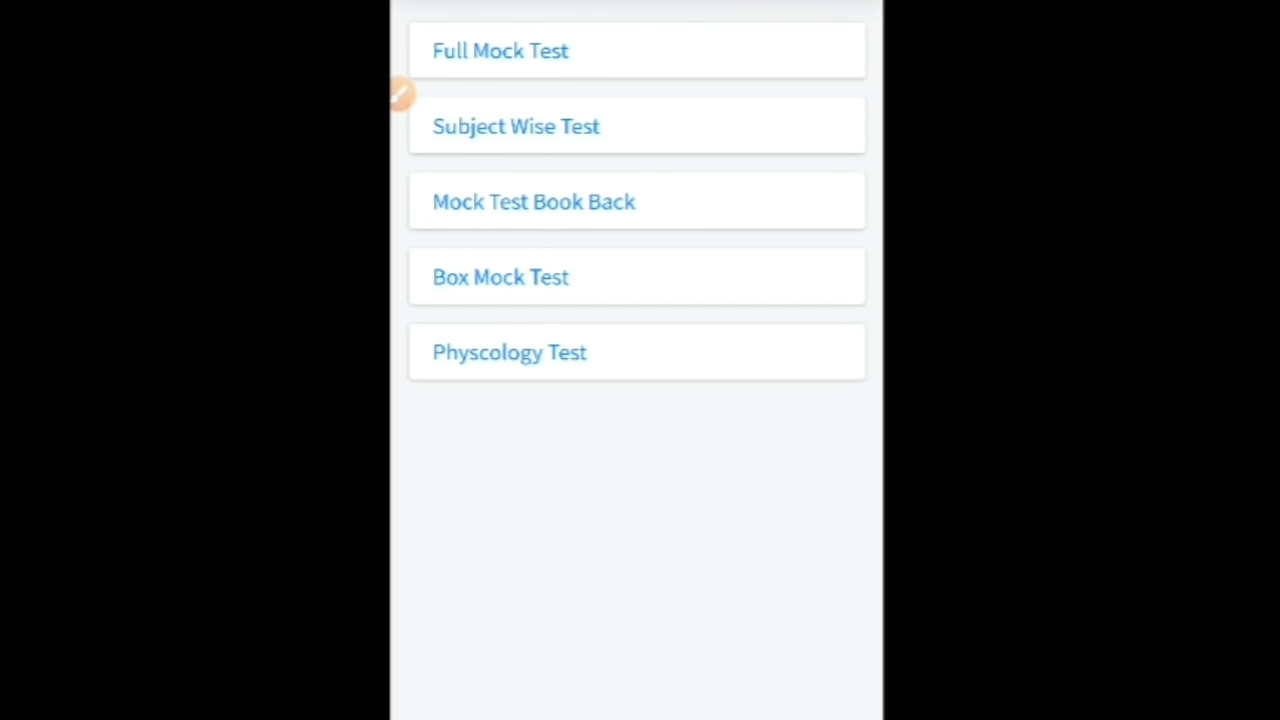 Full Mock Test
Subject Wise Test
Mock Test Book Back
Box Mock Test
Physcology Test